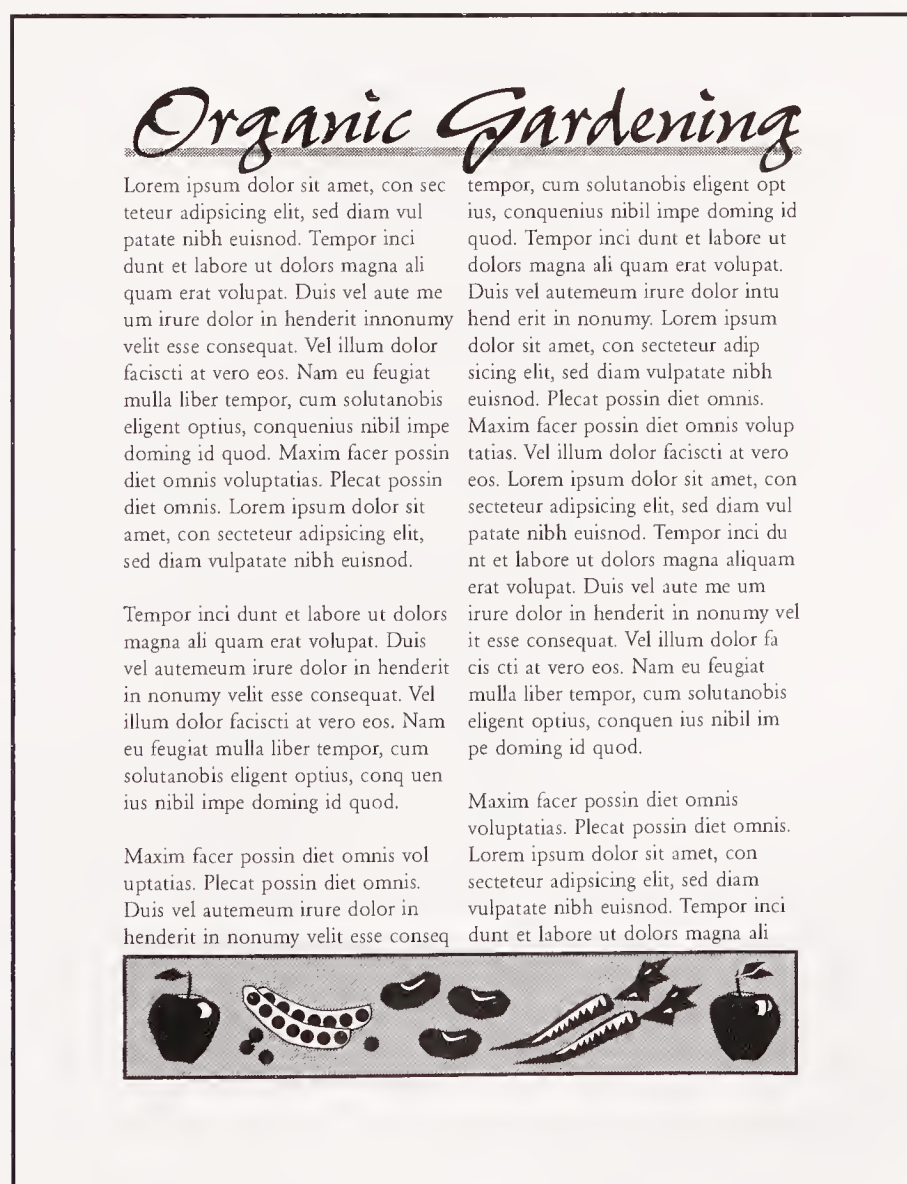 Organic Gardening
Lorem ipsum dolor sit amet, con sec
teteur adipsicing elit, sed diam vul
patate nibh euisnod. Tempor inci
dunt et labore ut dolors magna ali
quam erat volupat. Duis vel aute me
um irure dolor in henderit innonumy
velit esse consequat. Vel illum dolor
faciscti at vero eos. Nam eu feugiat
mulla liber tempor, cum solutanobis
eligent optius, conquenius nibil impe
doming id quod. Maxim facer possin
diet omnis voluptatias. Plecat possin
diet omnis. Lorem ipsum dolor sit
amet, con secteteur adipsicing elit,
sed diam vulpatate nibh euisnod.

Tempor inci dunt et labore ut dolors
magna ali quam erat volupat. Duis
vel autemeum irure dolor in henderit
in nonumy velit esse consequat. Vel
illum dolor faciscti at vero eos. Nam
eu feugiat mulla liber tempor, cum
solutanobis eligent optius, conq uen
ius nibil impe doming id quod.

Maxim facer possin diet omnis vol
uptatias. Plecat possin diet omnis.
Duis vel autemeum irure dolor in
henderit in nonumy velit esse conseq
tempor, cum solutanobis eligent opt
ius, conquenius nibil impe doming id
quod. Tempor inci dunt et labore ut
dolors magna ali quam erat volupat.
Duis vel autemeum irure dolor intu
hend erit in nonumy. Lorem ipsum
dolor sit amet, con secteteur adip
sicing elit, sed diam vulpatate nibh
euisnod. Plecat possin diet omnis.
Maxim facer possin diet omnis volup
tatias. Vel illum dolor faciscti at vero
eos. Lorem ipsum dolor sit amet, con
secteteur adipsicing elit, sed diam vul
patate nibh euisnod. Tempor inci du
nt et labore ut dolors magna aliquam
erat volupat. Duis vel aute me um
irure dolor in henderit in nonumy vel
it esse consequat. Vel illum dolor fa
cis cti at vero eos. Nam eu feugiat
mulla liber tempor, cum solutanobis
eligent optius, conquen ius nibil im
pe doming id quod.

Maxim facer possin diet omnis
voluptatias. Plecat possin diet omnis.
Lorem ipsum dolor sit amet, con
secteteur adipsicing elit, sed diam
vulpatate nibh euisnod. Tempor inci
dunt et labore ut dolors magna ali